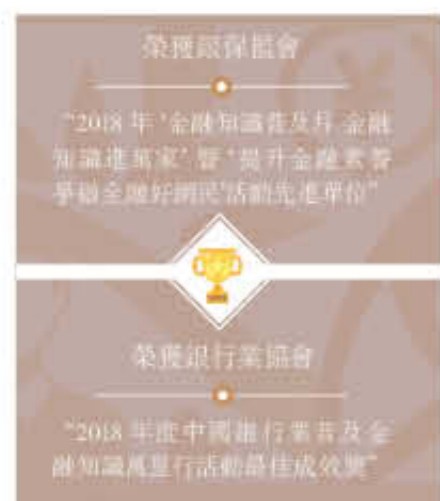 榮獲銀保監會
“2018 年‘金融知識普及月 金融
知識進萬家’暨‘提升金融素養
爭做金融好網民’活動先進單位”
榮獲銀行業協會
“2018 年度中國銀行業普及金
融知識萬里行活動最佳成效獎”